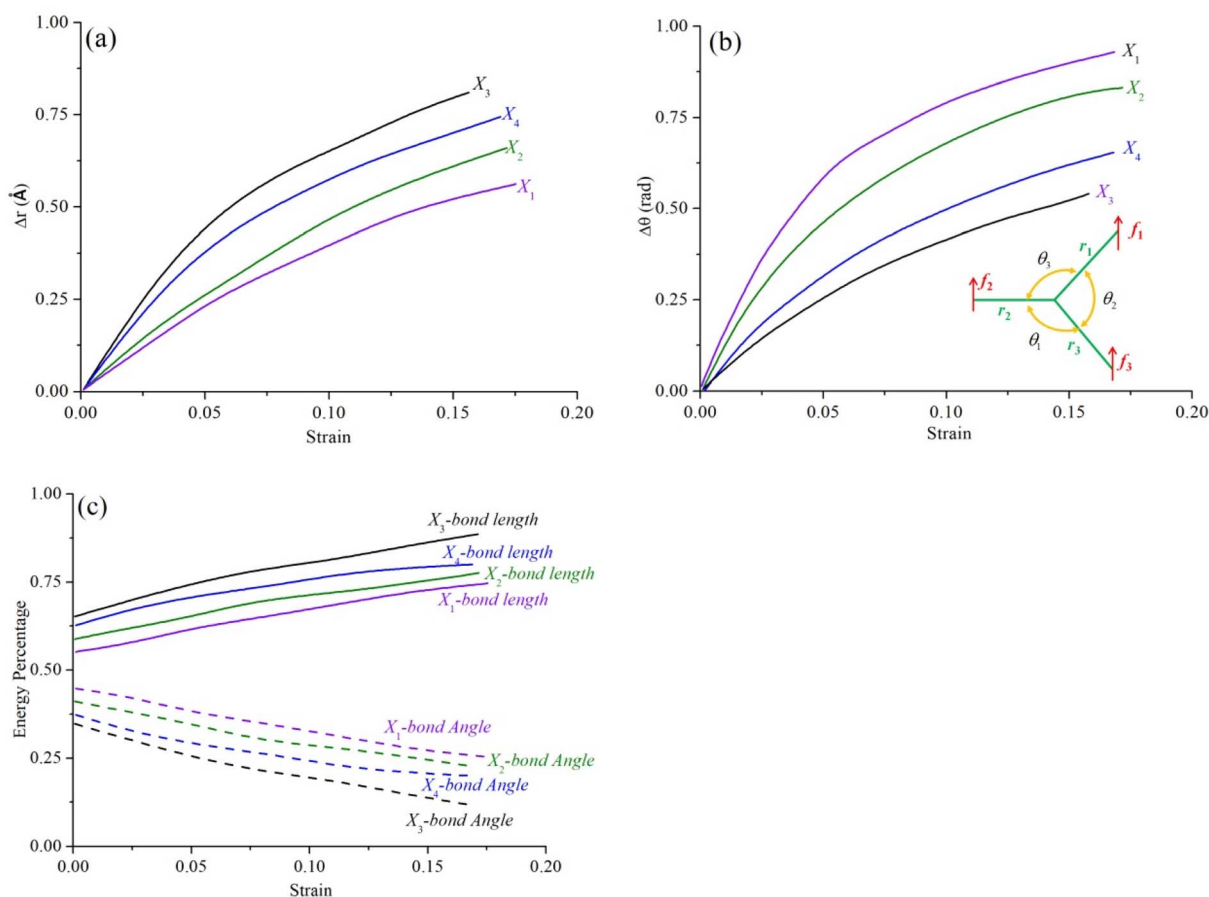 (a)
1.00
0.75
0.50
0.25
0.00
Δr (Å)
X3
X4
X2
X1
0.00 0.05 0.10 0.15 0.20
Strain
(b)
1.00
0.75
0.50
0.25
0.00
Δθ (rad)
X1
X2
X4
X3
f1
r1
θ3
f2
θ2
r2
θ1
r3
f3
0.00 0.05 0.10 0.15 0.20
Strain
(c)
1.00
0.75
0.50
0.25
0.00
Energy Percentage
X3-bond length
X4-bond length
X2-bond length
X1-bond length
X1-bond Angle
X2-bond Angle
X4-bond Angle
X3-bond Angle
0.00 0.05 0.10 0.15 0.20
Strain